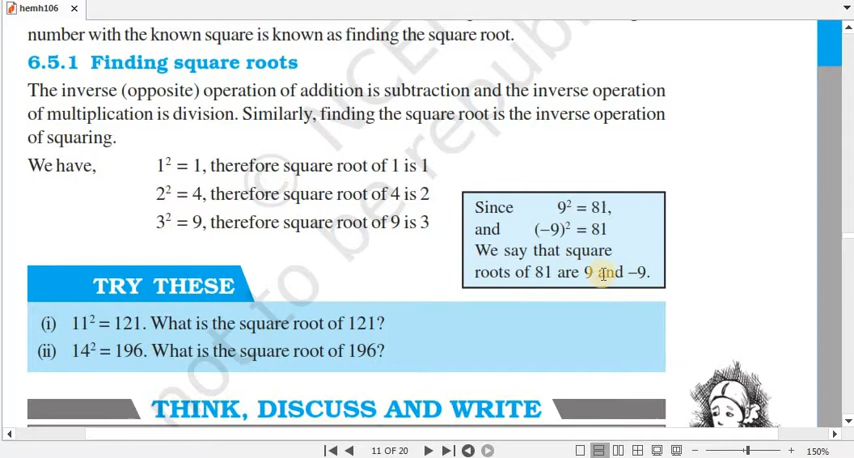 hemh106
number with the known square is known as finding the square root.
6.5.1 Finding square roots
The inverse (opposite) operation of addition is subtraction and the inverse operation
of multiplication is division. Similarly, finding the square root is the inverse operation
of squaring.
We have, 1² = 1, therefore square root of 1 is 1
2² = 4, therefore square root of 4 is 2
3² = 9, therefore square root of 9 is 3
Since 9² = 81,
and (–9)² = 81
We say that square
roots of 81 are 9 and –9.
TRY THESE
(i) 11² = 121. What is the square root of 121?
(ii) 14² = 196. What is the square root of 196?
THINK, DISCUSS AND WRITE
© NCE
not to be republi
11 OF 20
150%